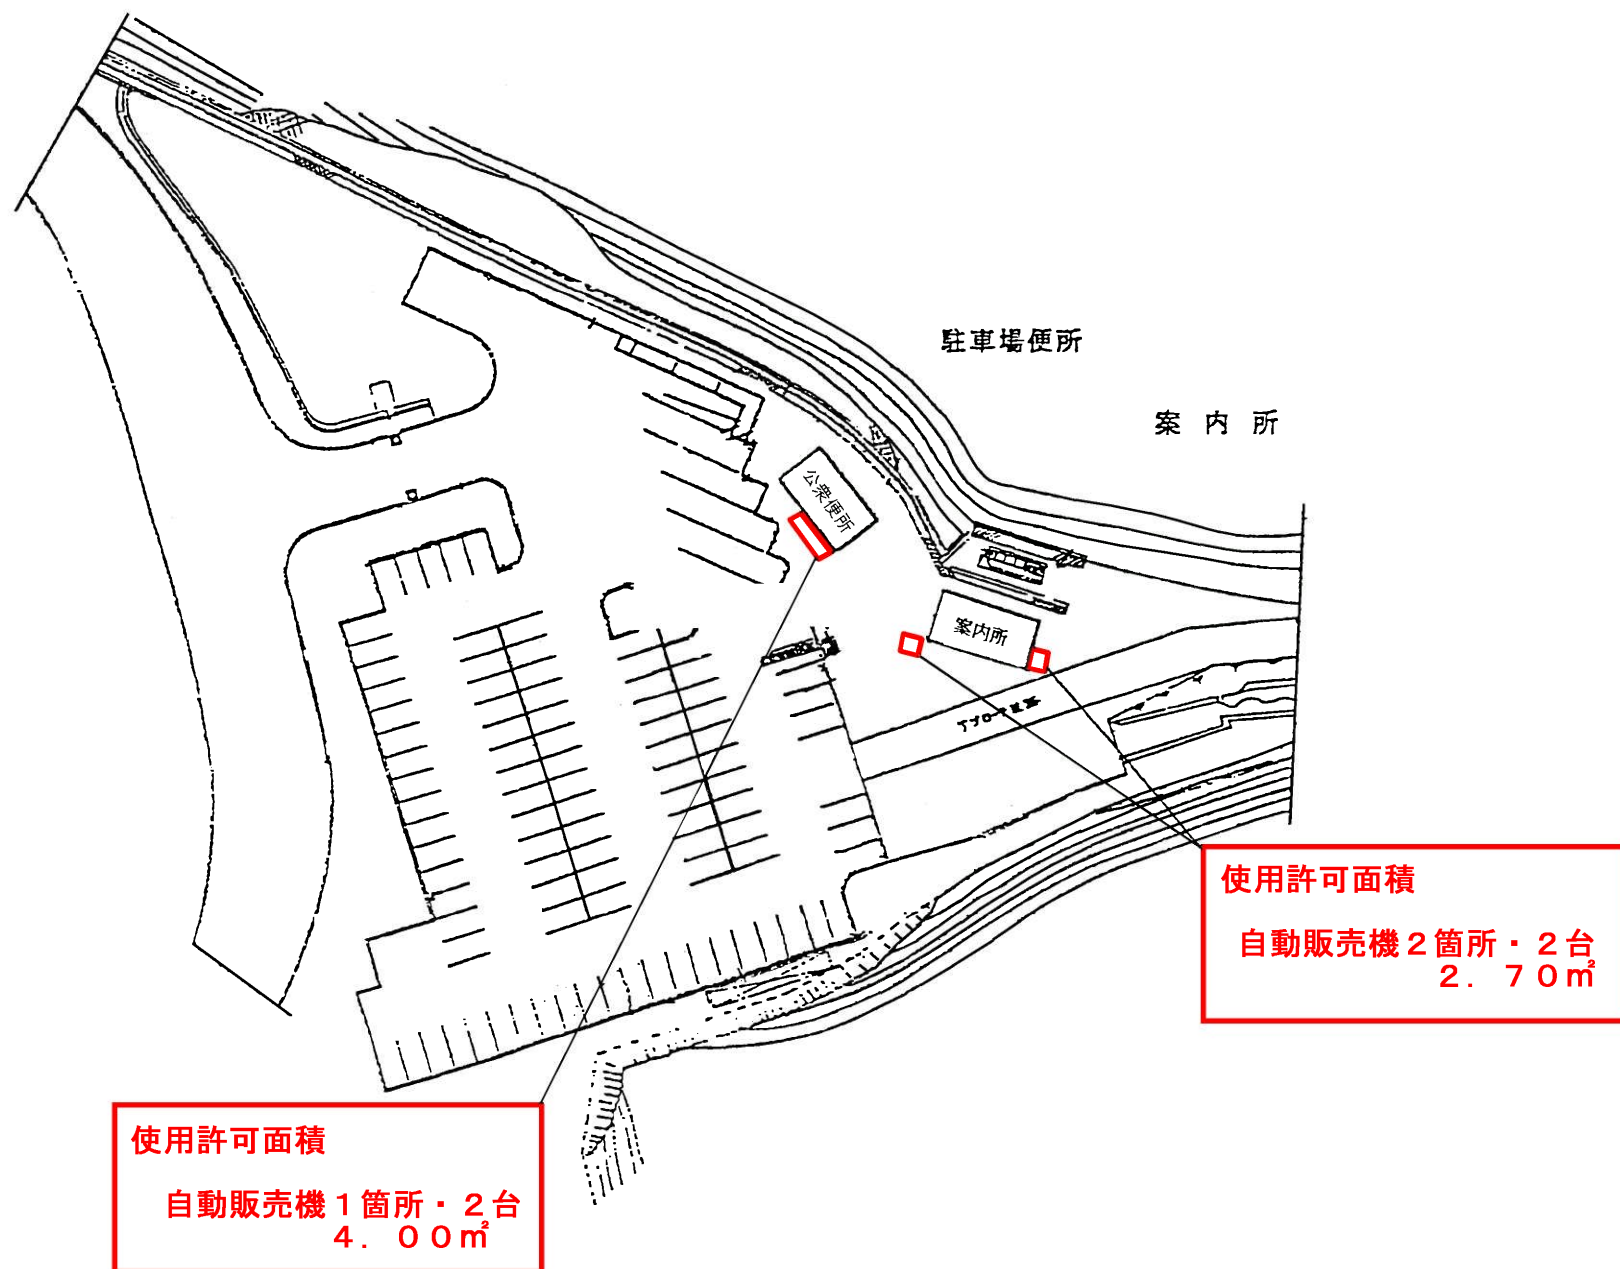 駐車場便所
案内所
公衆便所
案内所
使用許可面積
自動販売機２箇所・２台
２．７０㎡
使用許可面積
自動販売機１箇所・２台
４．００㎡